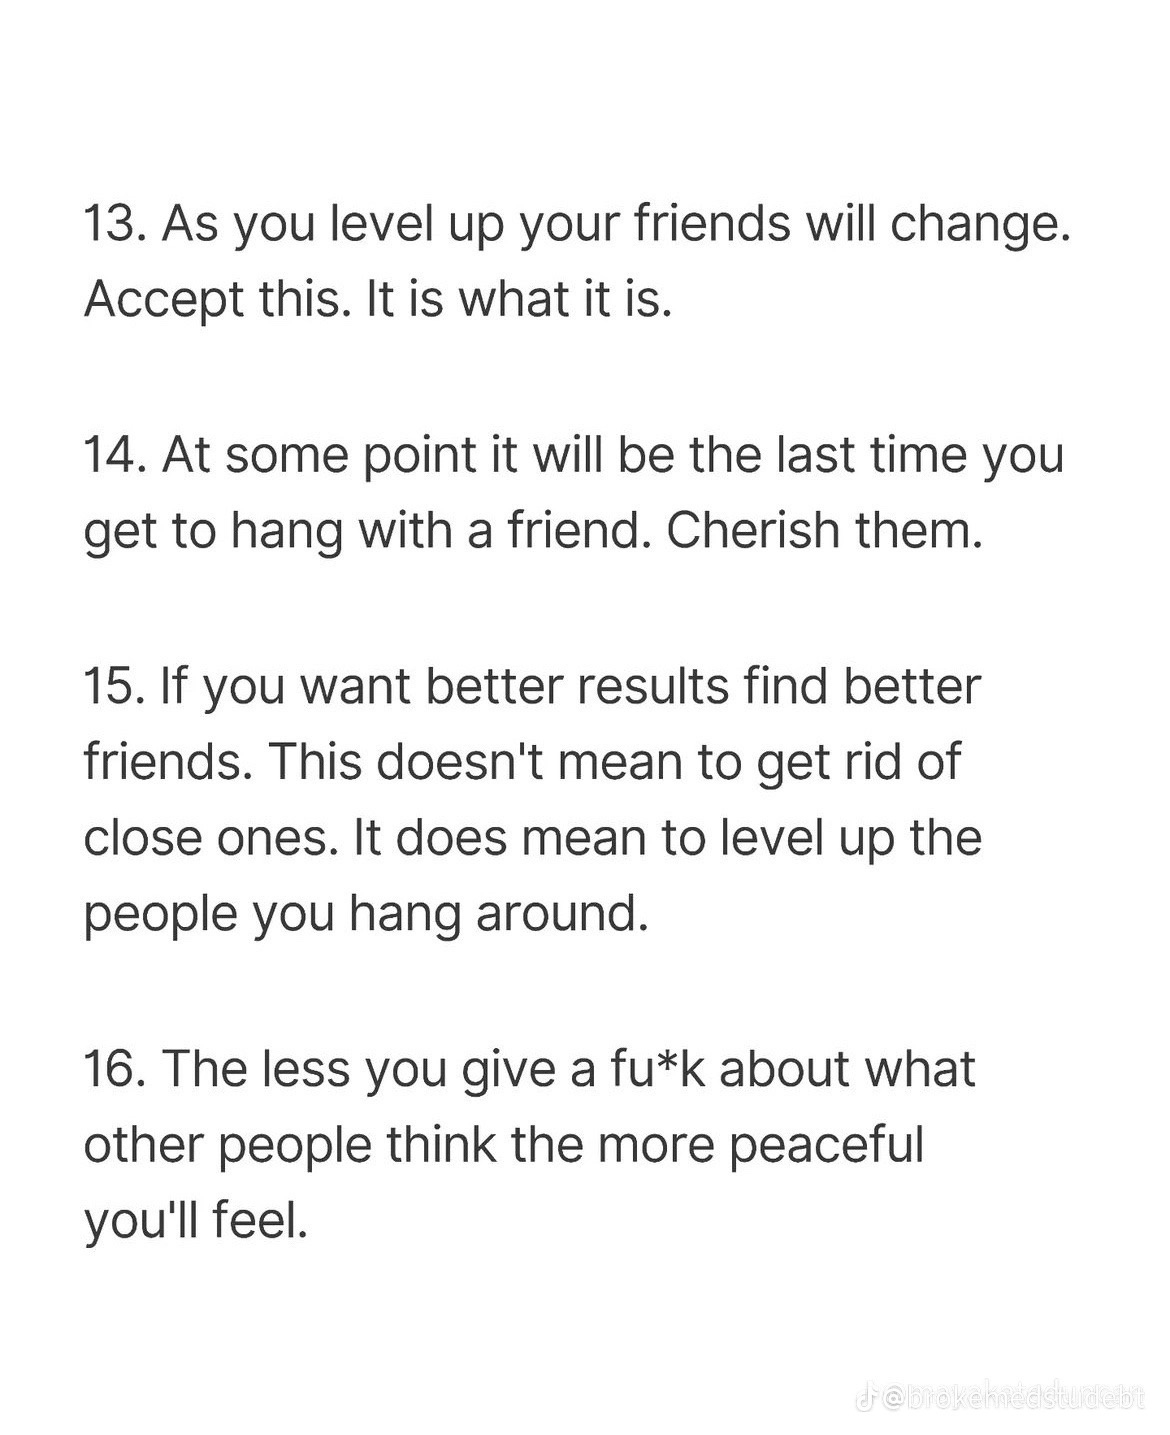 13. As you level up your friends will change.
Accept this. It is what it is.
14. At some point it will be the last time you
get to hang with a friend. Cherish them.
15. If you want better results find better
friends. This doesn't mean to get rid of
close ones. It does mean to level up the
people you hang around.
16. The less you give a fu*k about what
other people think the more peaceful
you'll feel.